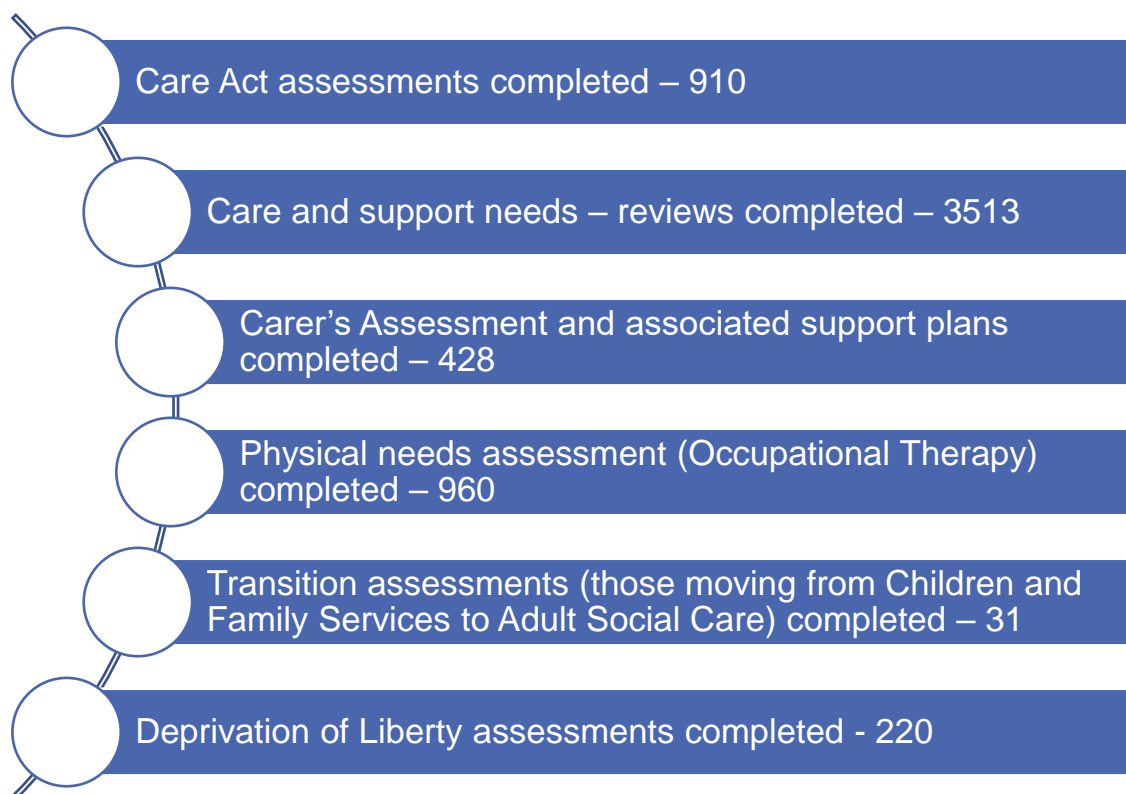 Care Act assessments completed – 910
Care and support needs – reviews completed – 3513
Carer’s Assessment and associated support plans
completed – 428
Physical needs assessment (Occupational Therapy)
completed – 960
Transition assessments (those moving from Children and
Family Services to Adult Social Care) completed – 31
Deprivation of Liberty assessments completed - 220